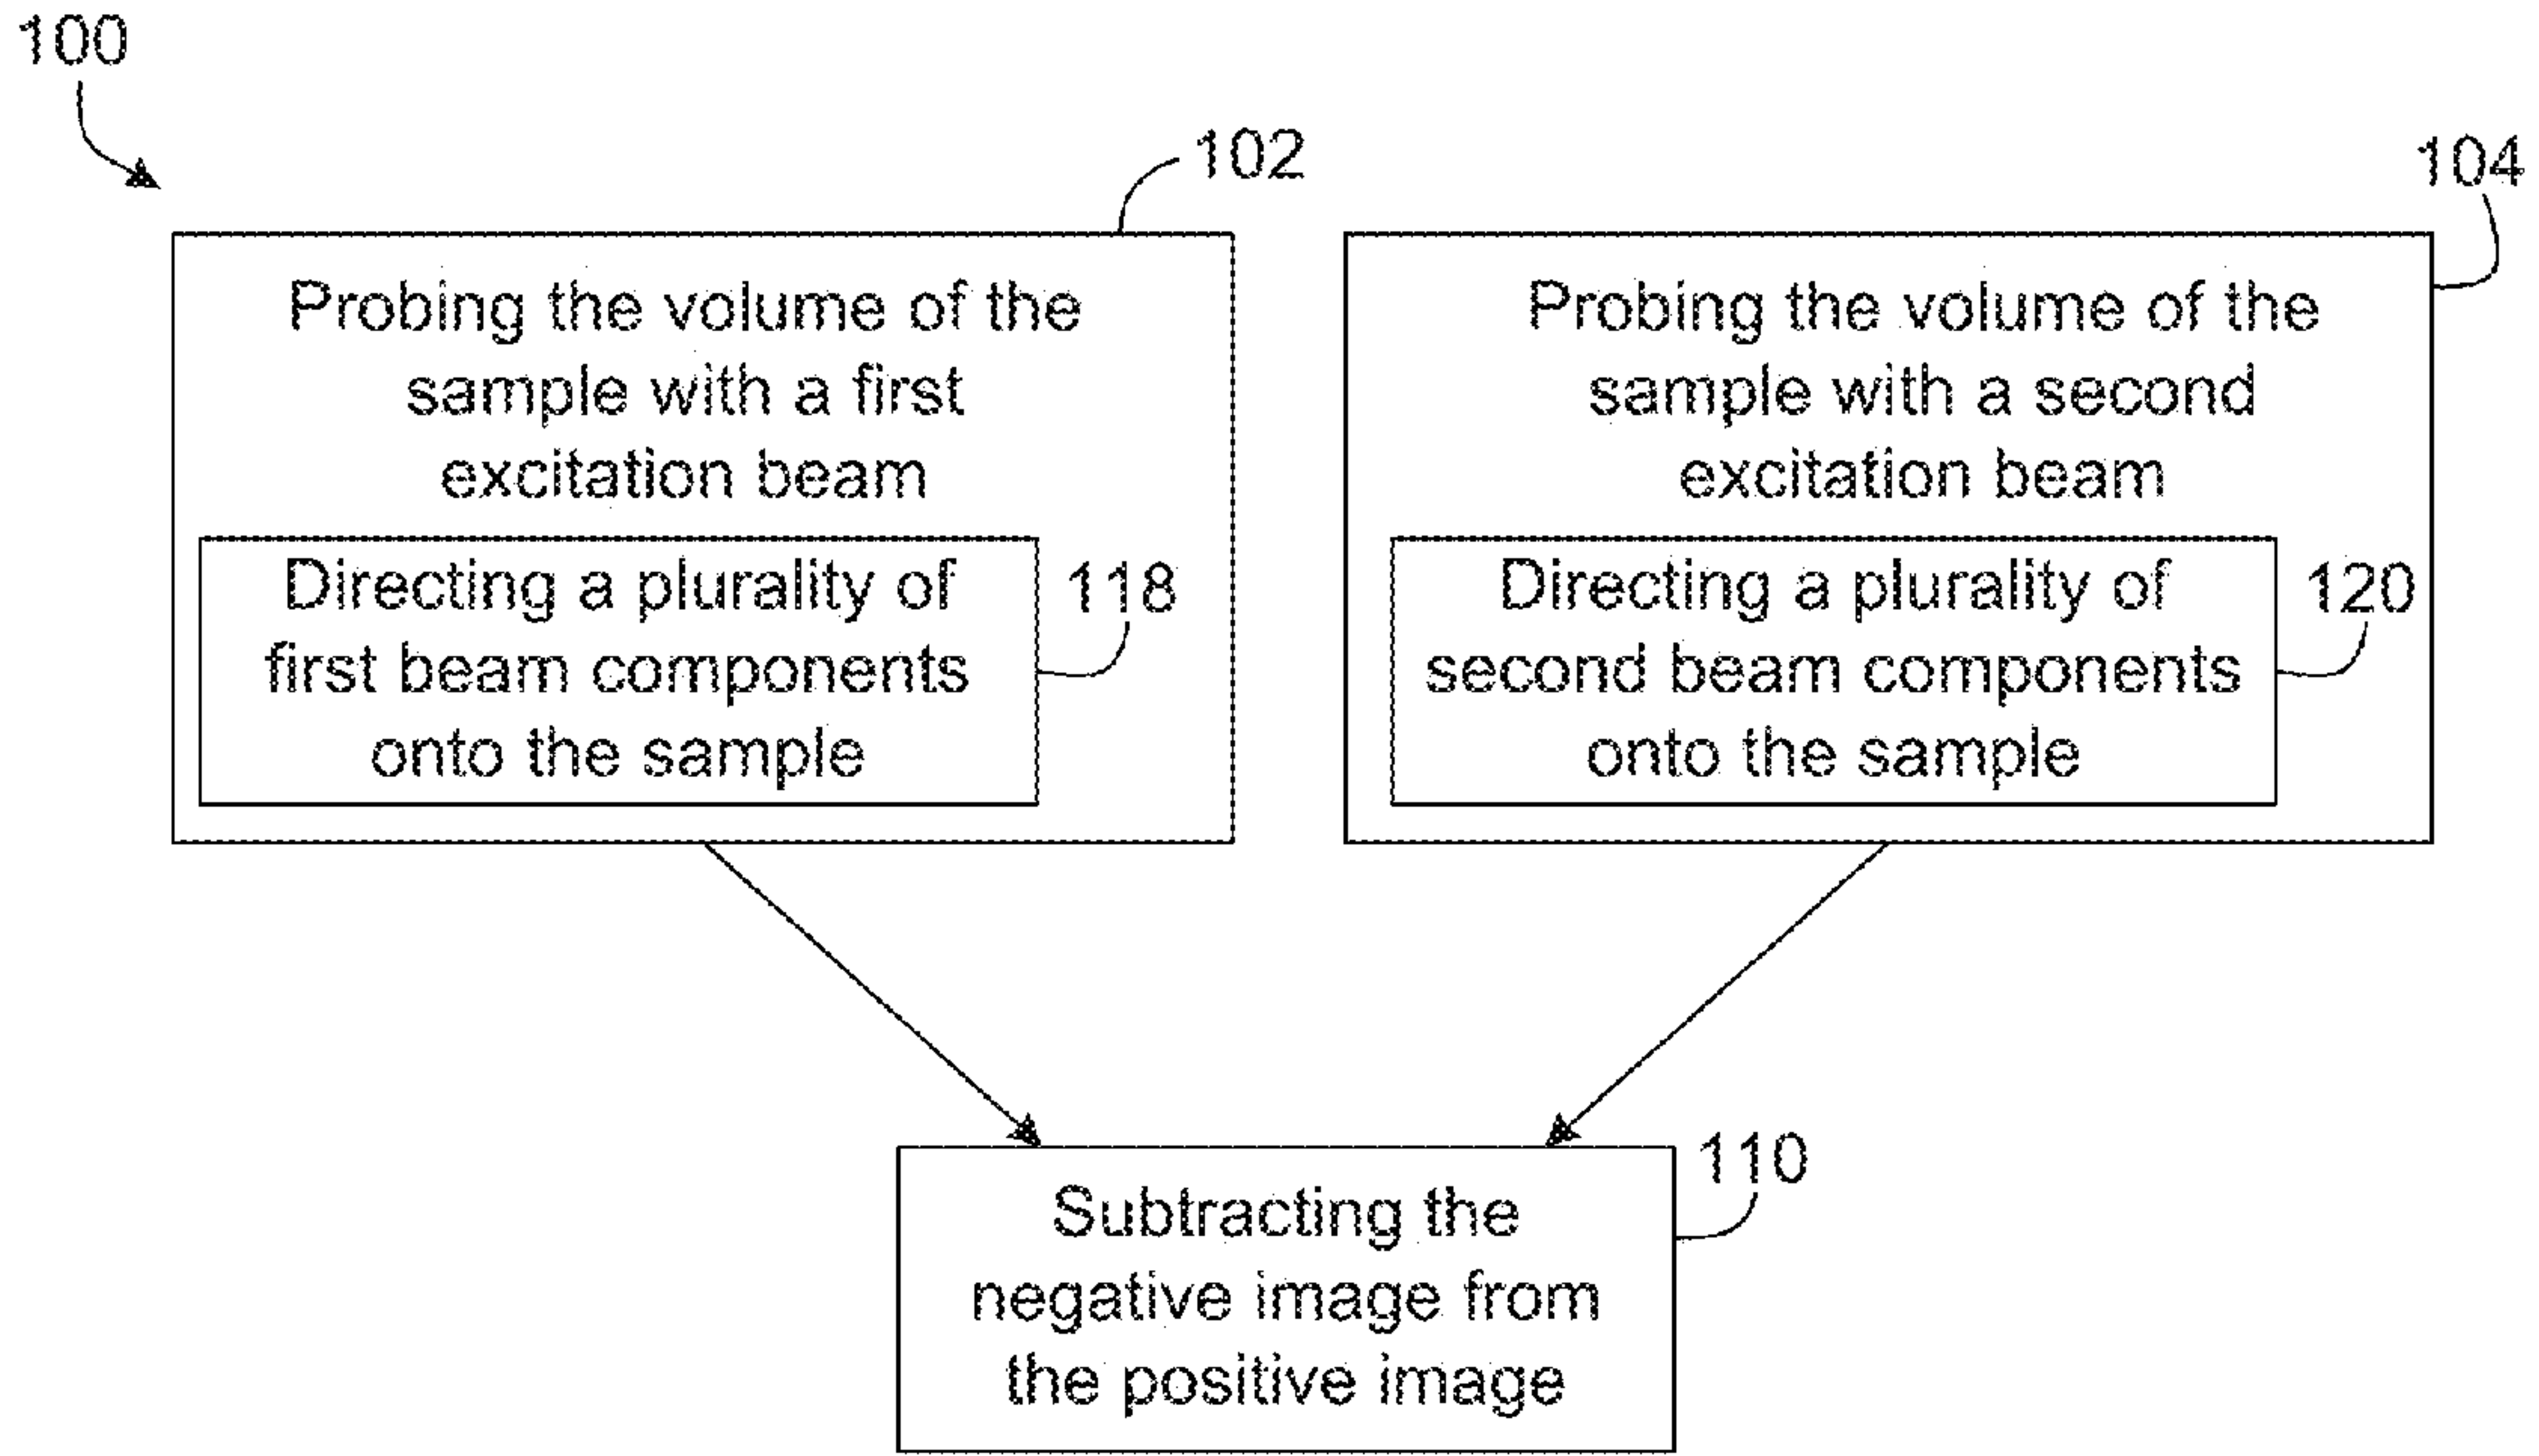 100
102
104
Probing the volume of the
sample with a first
excitation beam
Directing a plurality of
first beam components
onto the sample
118
Probing the volume of the
sample with a second
excitation beam
Directing a plurality of
second beam components
onto the sample
120
110
Subtracting the
negative image from
the positive image